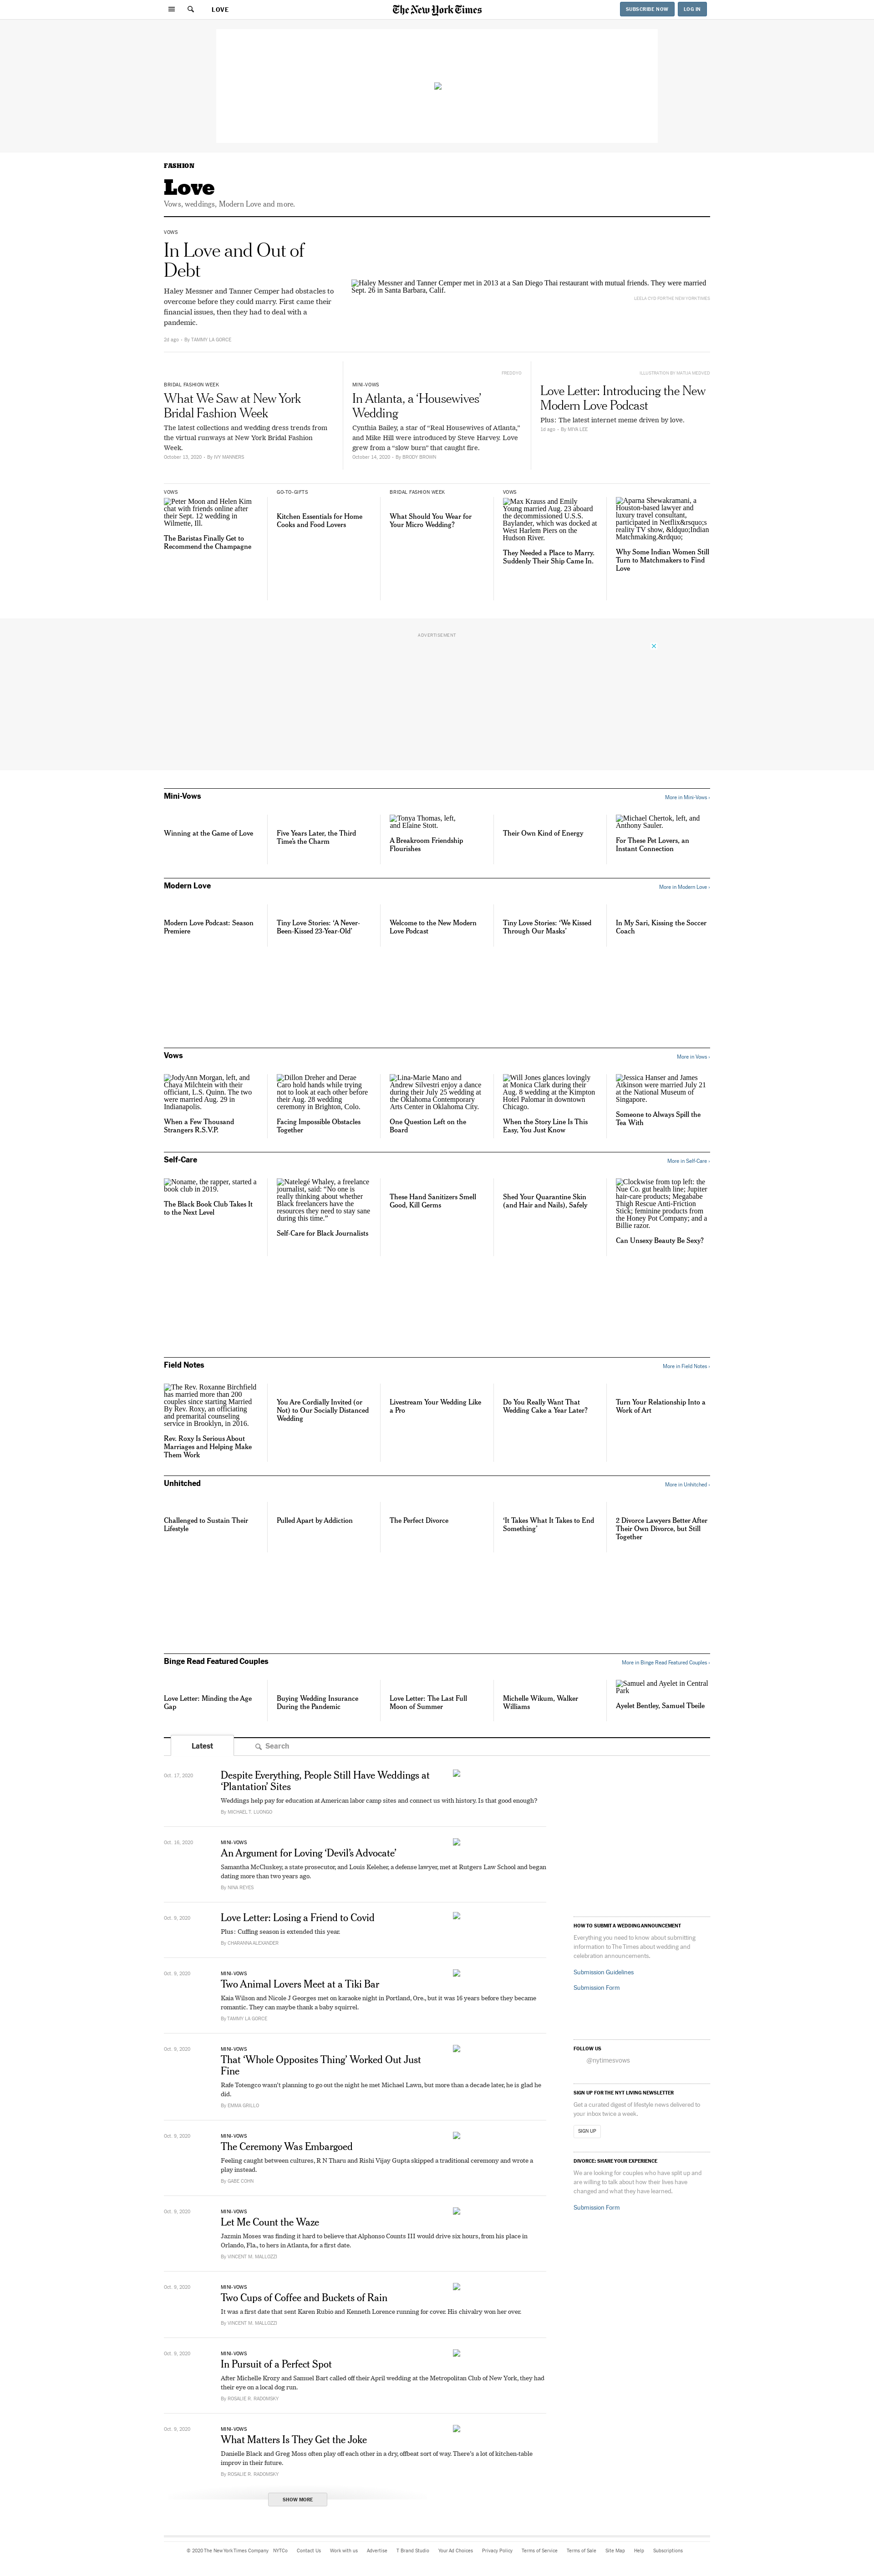 LOVE
The New York Times
SUBSCRIBE NOW
LOG IN
FASHION
Love
Vows, weddings, Modern Love and more.
VOWS
In Love and Out of
Debt
Haley Messner and Tanner Cemper had obstacles to
overcome before they could marry. First came their
financial issues, then they had to deal with a
pandemic.
2d ago - By TAMMY LA GORCE
Haley Messner and Tanner Cemper met in 2013 at a San Diego Thai restaurant with mutual friends. They were married
Sept. 26 in Santa Barbara, Calif.
LEELA CYD FOR THE NEW YORK TIMES
BRIDAL FASHION WEEK
What We Saw at New York
Bridal Fashion Week
The latest collections and wedding dress trends from
the virtual runways at New York Bridal Fashion
Week.
October 13, 2020 - By IVY MANNERS
FREDDYO
MINI-VOWS
In Atlanta, a ‘Housewives’
Wedding
Cynthia Bailey, a star of “Real Housewives of Atlanta,”
and Mike Hill were introduced by Steve Harvey. Love
grew from a “slow burn” that caught fire.
October 14, 2020 - By BRODY BROWN
ILLUSTRATION BY MATIJA MEDVED
Love Letter: Introducing the New
Modern Love Podcast
Plus: The latest internet meme driven by love.
1d ago - By MIYA LEE
VOWS
Peter Moon and Helen Kim
chat with friends online after
their Sept. 12 wedding in
Wilmette, Ill.
The Baristas Finally Get to
Recommend the Champagne
GO-TO-GIFTS
Kitchen Essentials for Home
Cooks and Food Lovers
BRIDAL FASHION WEEK
What Should You Wear for
Your Micro Wedding?
VOWS
Max Krauss and Emily
Young married Aug. 23 aboard
the decommissioned U.S.S.
Baylander, which was docked at
West Harlem Piers on the
Hudson River.
They Needed a Place to Marry.
Suddenly Their Ship Came In.
Aparna Shewakramani, a
Houston-based lawyer and
luxury travel consultant,
participated in Netflix&rsquo;s
reality TV show, &ldquo;Indian
Matchmaking.&rdquo;
Why Some Indian Women Still
Turn to Matchmakers to Find
Love
ADVERTISEMENT
Mini-Vows
More in Mini-Vows ›
Winning at the Game of Love
Five Years Later, the Third
Time’s the Charm
Tonya Thomas, left,
and Elaine Stott.
A Breakroom Friendship
Flourishes
Their Own Kind of Energy
Michael Chertok, left, and
Anthony Sauler.
For These Pet Lovers, an
Instant Connection
Modern Love
More in Modern Love ›
Modern Love Podcast: Season
Premiere
Tiny Love Stories: ‘A Never-
Been-Kissed 23-Year-Old’
Welcome to the New Modern
Love Podcast
Tiny Love Stories: ‘We Kissed
Through Our Masks’
In My Sari, Kissing the Soccer
Coach
Vows
More in Vows ›
JodyAnn Morgan, left, and
Chaya Milchtein with their
officiant, L.S. Quinn. The two
were married Aug. 29 in
Indianapolis.
When a Few Thousand
Strangers R.S.V.P.
Dillon Dreher and Derae
Caro hold hands while trying
not to look at each other before
their Aug. 28 wedding
ceremony in Brighton, Colo.
Facing Impossible Obstacles
Together
Lina-Marie Mano and
Andrew Silvestri enjoy a dance
during their July 25 wedding at
the Oklahoma Contemporary
Arts Center in Oklahoma City.
One Question Left on the
Board
Will Jones glances lovingly
at Monica Clark during their
Aug. 8 wedding at the Kimpton
Hotel Palomar in downtown
Chicago.
When the Story Line Is This
Easy, You Just Know
Jessica Hanser and James
Atkinson were married July 21
at the National Museum of
Singapore.
Someone to Always Spill the
Tea With
Self-Care
More in Self-Care ›
Noname, the rapper, started a
book club in 2019.
The Black Book Club Takes It
to the Next Level
Natelegé Whaley, a freelance
journalist, said: “No one is
really thinking about whether
Black freelancers have the
resources they need to stay sane
during this time.”
Self-Care for Black Journalists
These Hand Sanitizers Smell
Good, Kill Germs
Shed Your Quarantine Skin
(and Hair and Nails), Safely
Clockwise from top left: the
Nue Co. gut health line; Jupiter
hair-care products; Megababe
Thigh Rescue Anti-Friction
Stick; feminine products from
the Honey Pot Company; and a
Billie razor.
Can Unsexy Beauty Be Sexy?
Field Notes
More in Field Notes ›
The Rev. Roxanne Birchfield
has married more than 200
couples since starting Married
By Rev. Roxy, an officiating
and premarital counseling
service in Brooklyn, in 2016.
Rev. Roxy Is Serious About
Marriages and Helping Make
Them Work
You Are Cordially Invited (or
Not) to Our Socially Distanced
Wedding
Livestream Your Wedding Like
a Pro
Do You Really Want That
Wedding Cake a Year Later?
Turn Your Relationship Into a
Work of Art
Unhitched
More in Unhitched ›
Challenged to Sustain Their
Lifestyle
Pulled Apart by Addiction
The Perfect Divorce
‘It Takes What It Takes to End
Something’
2 Divorce Lawyers Better After
Their Own Divorce, but Still
Together
Binge Read Featured Couples
More in Binge Read Featured Couples ›
Love Letter: Minding the Age
Gap
Buying Wedding Insurance
During the Pandemic
Love Letter: The Last Full
Moon of Summer
Michelle Wikum, Walker
Williams
Samuel and Ayelet in Central
Park
Ayelet Bentley, Samuel Tbeile
Latest
Search
Oct. 17, 2020
Despite Everything, People Still Have Weddings at
‘Plantation’ Sites
Weddings help pay for education at American labor camp sites and connect us with history. Is that good enough?
By MICHAEL T. LUONGO
Oct. 16, 2020
MINI-VOWS
An Argument for Loving ‘Devil’s Advocate’
Samantha McCluskey, a state prosecutor, and Louis Keleher, a defense lawyer, met at Rutgers Law School and began
dating more than two years ago.
By NINA REYES
Oct. 9, 2020
Love Letter: Losing a Friend to Covid
Plus: Cuffing season is extended this year.
By CHARANNA ALEXANDER
Oct. 9, 2020
MINI-VOWS
Two Animal Lovers Meet at a Tiki Bar
Kaia Wilson and Nicole J Georges met on karaoke night in Portland, Ore., but it was 16 years before they became
romantic. They can maybe thank a baby squirrel.
By TAMMY LA GORCE
Oct. 9, 2020
MINI-VOWS
That ‘Whole Opposites Thing’ Worked Out Just
Fine
Rafe Totengco wasn’t planning to go out the night he met Michael Lawn, but more than a decade later, he is glad he
did.
By EMMA GRILLO
Oct. 9, 2020
MINI-VOWS
The Ceremony Was Embargoed
Feeling caught between cultures, R N Tharu and Rishi Vijay Gupta skipped a traditional ceremony and wrote a
play instead.
By GABE COHN
Oct. 9, 2020
MINI-VOWS
Let Me Count the Waze
Jazmin Moses was finding it hard to believe that Alphonso Counts III would drive six hours, from his place in
Orlando, Fla., to hers in Atlanta, for a first date.
By VINCENT M. MALLOZZI
Oct. 9, 2020
MINI-VOWS
Two Cups of Coffee and Buckets of Rain
It was a first date that sent Karen Rubio and Kenneth Lorence running for cover. His chivalry won her over.
By VINCENT M. MALLOZZI
Oct. 9, 2020
MINI-VOWS
In Pursuit of a Perfect Spot
After Michelle Kroxy and Samuel Bart called off their April wedding at the Metropolitan Club of New York, they had
their eye on a local dog run.
By ROSALIE R. RADOMSKY
Oct. 9, 2020
MINI-VOWS
What Matters Is They Get the Joke
Danielle Black and Greg Moss often play off each other in a dry, offbeat sort of way. There’s a lot of kitchen-table
improv in their future.
By ROSALIE R. RADOMSKY
SHOW MORE
HOW TO SUBMIT A WEDDING ANNOUNCEMENT
Everything you need to know about submitting
information to The Times about wedding and
celebration announcements.
Submission Guidelines
Submission Form
FOLLOW US
@nytimesvows
SIGN UP FOR THE NYT LIVING NEWSLETTER
Get a curated digest of lifestyle news delivered to
your inbox twice a week.
SIGN UP
DIVORCE: SHARE YOUR EXPERIENCE
We are looking for couples who have split up and
are willing to talk about how their lives have
changed and what they have learned.
Submission Form
© 2020 The New York Times Company NYTCo Contact Us Work with us Advertise T Brand Studio Your Ad Choices Privacy Policy Terms of Service Terms of Sale Site Map Help Subscriptions